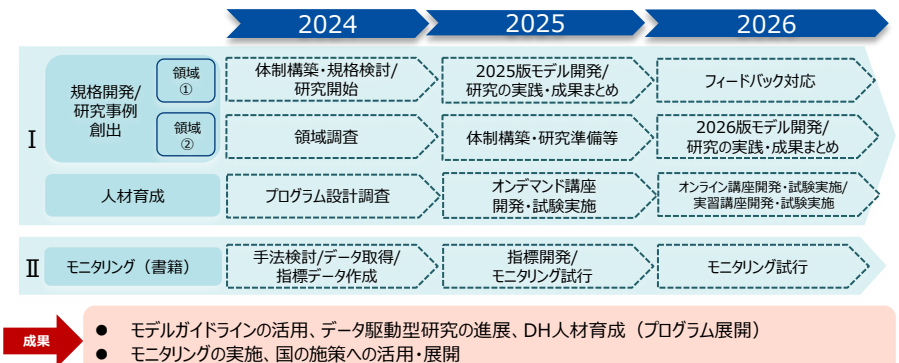 2024
2025
2026
Ⅰ
規格開発/
研究事例
創出
領域
①
体制構築・規格検討/
研究開始
2025版モデル開発/
研究の実践・成果まとめ
フィードバック対応
領域
②
領域調査
体制構築・研究準備等
2026版モデル開発/
研究の実践・成果まとめ
人材育成
プログラム設計調査
オンデマンド講座
開発・試験実施
オンライン講座開発・試験実施/
実習講座開発・試験実施
Ⅱ
モニタリング（書籍）
手法検討/データ取得/
指標データ作成
指標開発/
モニタリング試行
モニタリング試行
成果
● モデルガイドラインの活用、データ駆動型研究の進展、DH人材育成（プログラム展開）
● モニタリングの実施、国の施策への活用・展開